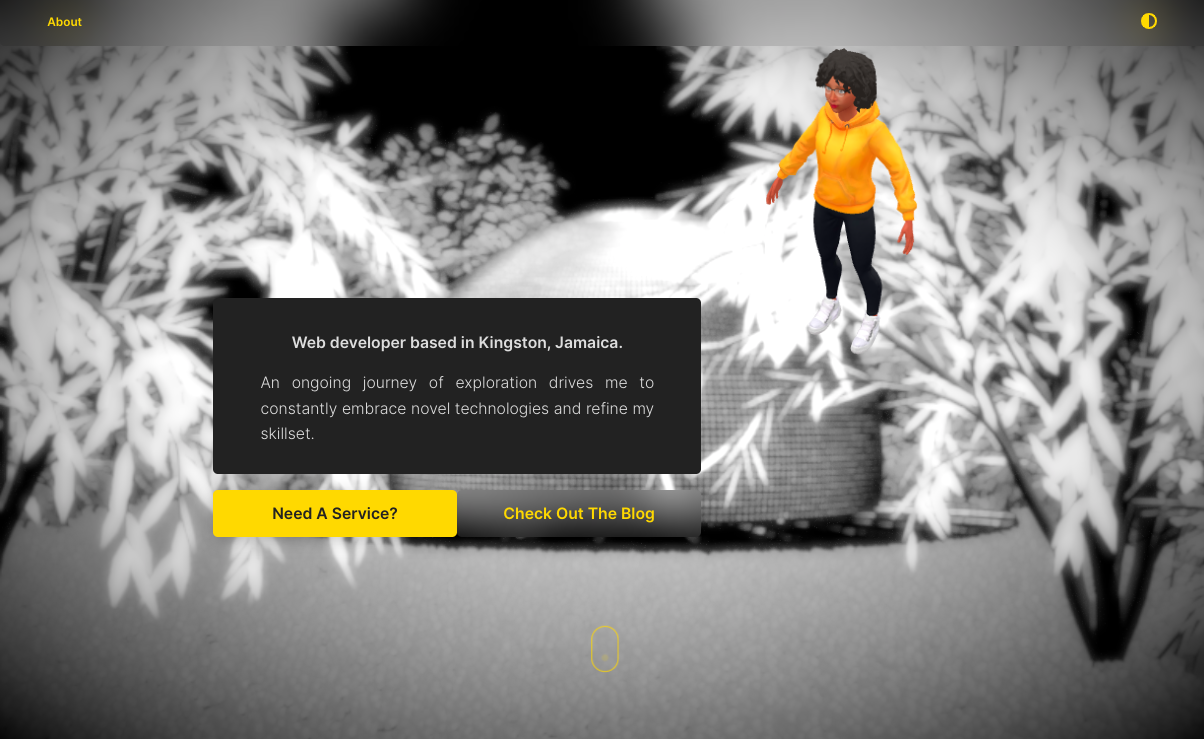 About
Web developer based in Kingston, Jamaica.
An ongoing journey of exploration drives me to
constantly embrace novel technologies and refine my
skillset.
Need A Service?
Check Out The Blog